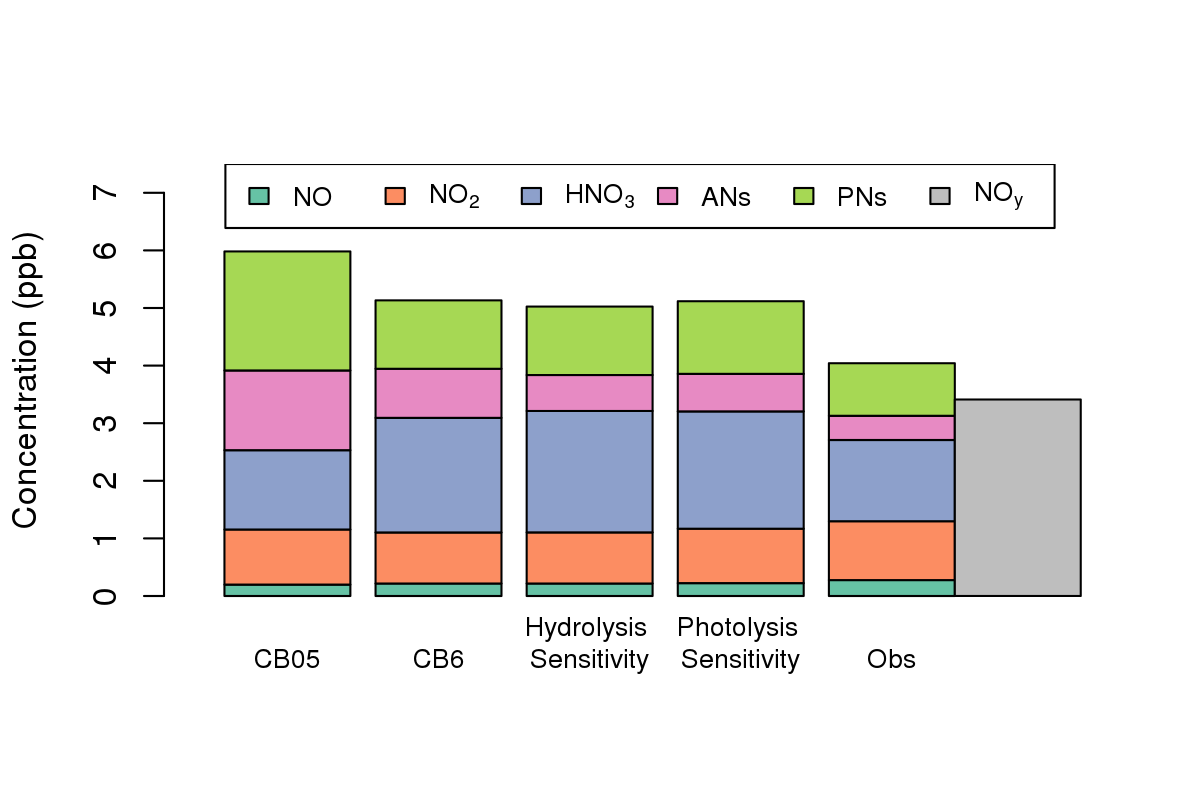 NO NO₂ HNO₃ ANs PNs NOᵧ
Concentration (ppb)
7
6
5
4
3
2
1
0
Hydrolysis Photolysis
CB05 CB6 Sensitivity Sensitivity Obs